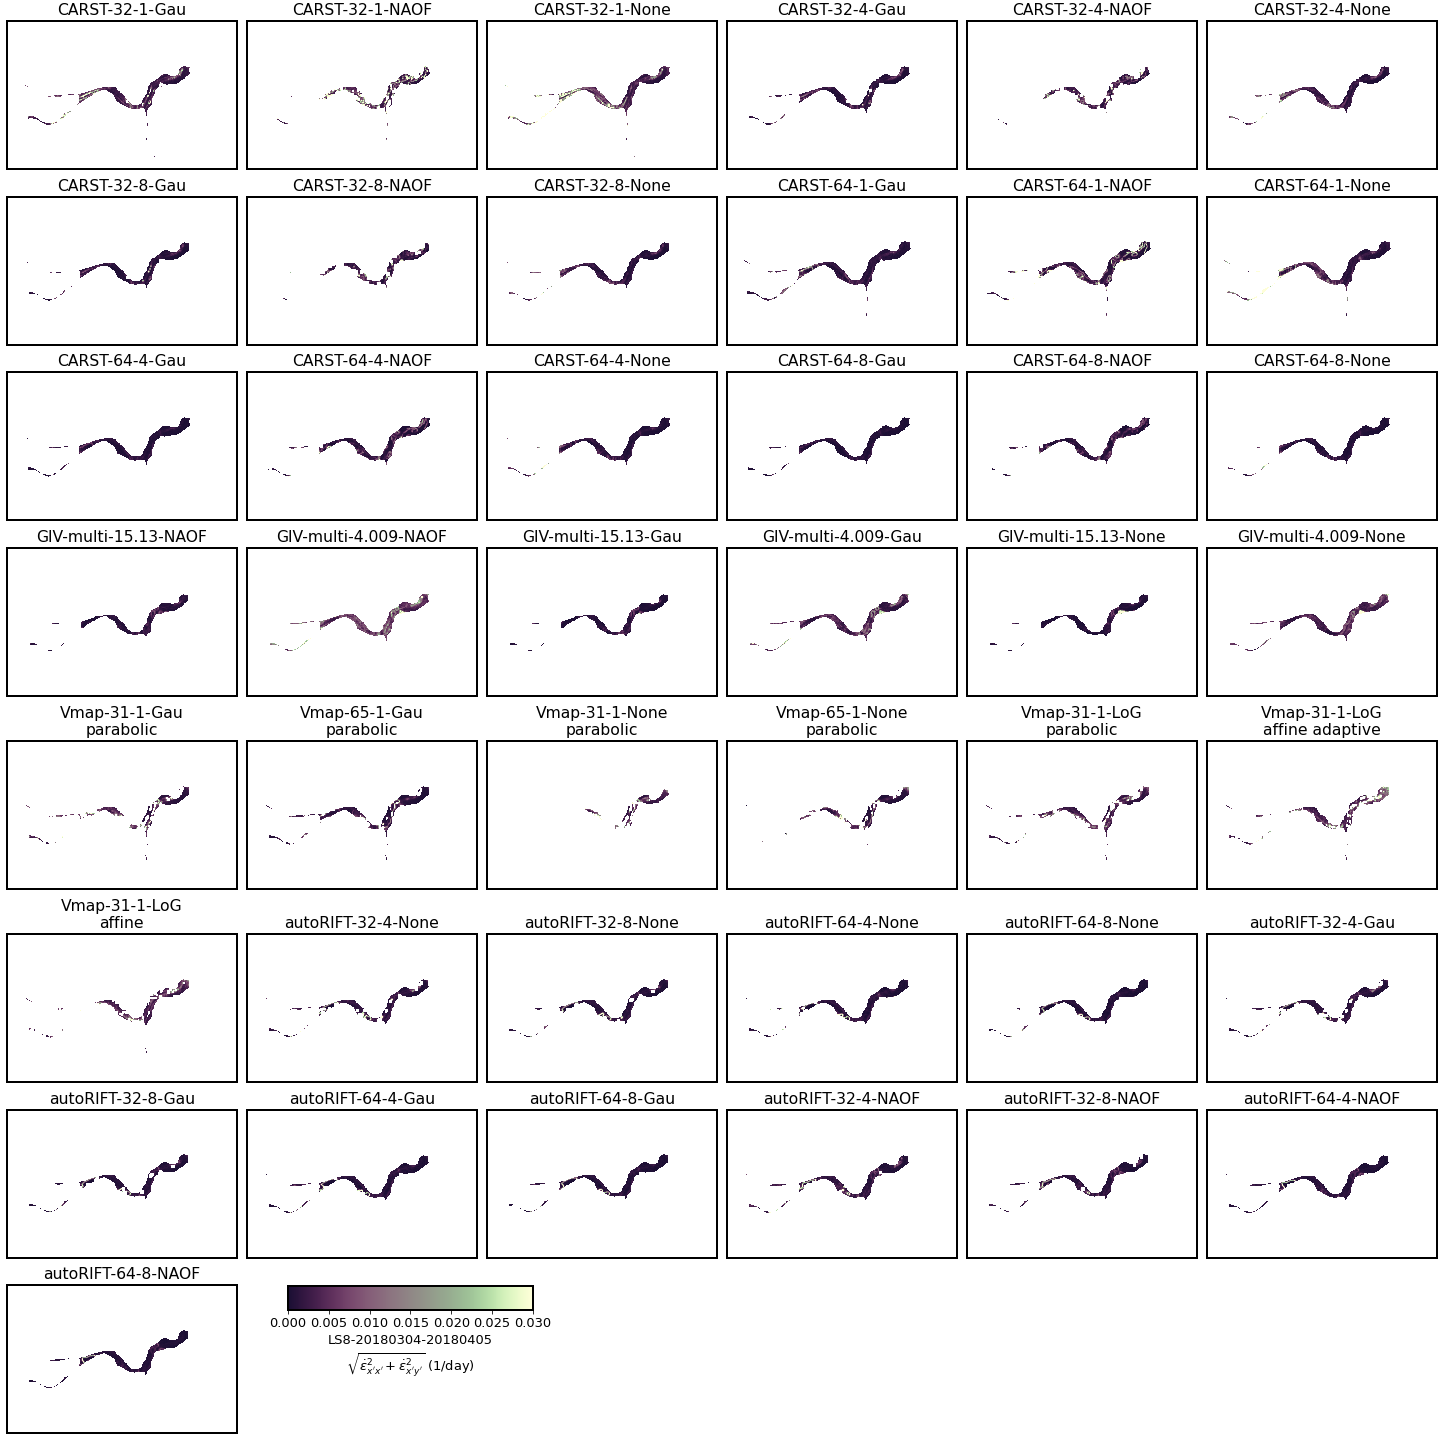 CARST-32-1-Gau
CARST-32-1-NAOF
CARST-32-1-None
CARST-32-4-Gau
CARST-32-4-NAOF
CARST-32-4-None
CARST-32-8-Gau
CARST-32-8-NAOF
CARST-32-8-None
CARST-64-1-Gau
CARST-64-1-NAOF
CARST-64-1-None
CARST-64-4-Gau
CARST-64-4-NAOF
CARST-64-4-None
CARST-64-8-Gau
CARST-64-8-NAOF
CARST-64-8-None
GIV-multi-15.13-NAOF
GIV-multi-4.009-NAOF
GIV-multi-15.13-Gau
GIV-multi-4.009-Gau
GIV-multi-15.13-None
GIV-multi-4.009-None
Vmap-31-1-Gau
parabolic
Vmap-65-1-Gau
parabolic
Vmap-31-1-None
parabolic
Vmap-65-1-None
parabolic
Vmap-31-1-LoG
parabolic
Vmap-31-1-LoG
affine adaptive
Vmap-31-1-LoG
affine
autoRIFT-32-4-None
autoRIFT-32-8-None
autoRIFT-64-4-None
autoRIFT-64-8-None
autoRIFT-32-4-Gau
autoRIFT-32-8-Gau
autoRIFT-64-4-Gau
autoRIFT-64-8-Gau
autoRIFT-32-4-NAOF
autoRIFT-32-8-NAOF
autoRIFT-64-4-NAOF
autoRIFT-64-8-NAOF
0.000 0.005 0.010 0.015 0.020 0.025 0.030
LS8-20180304-20180405
√(ε̇²x′x′ + ε̇²x′y′) (1/day)